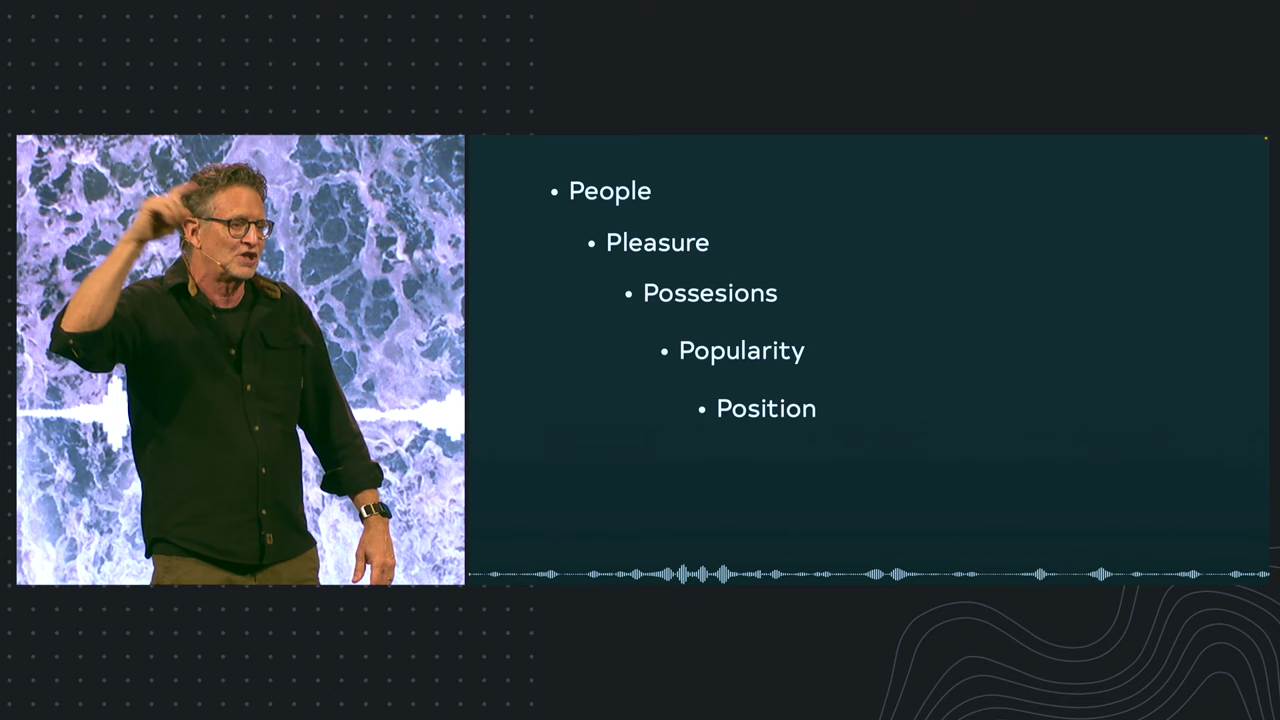 • People
• Pleasure
• Possesions
• Popularity
• Position